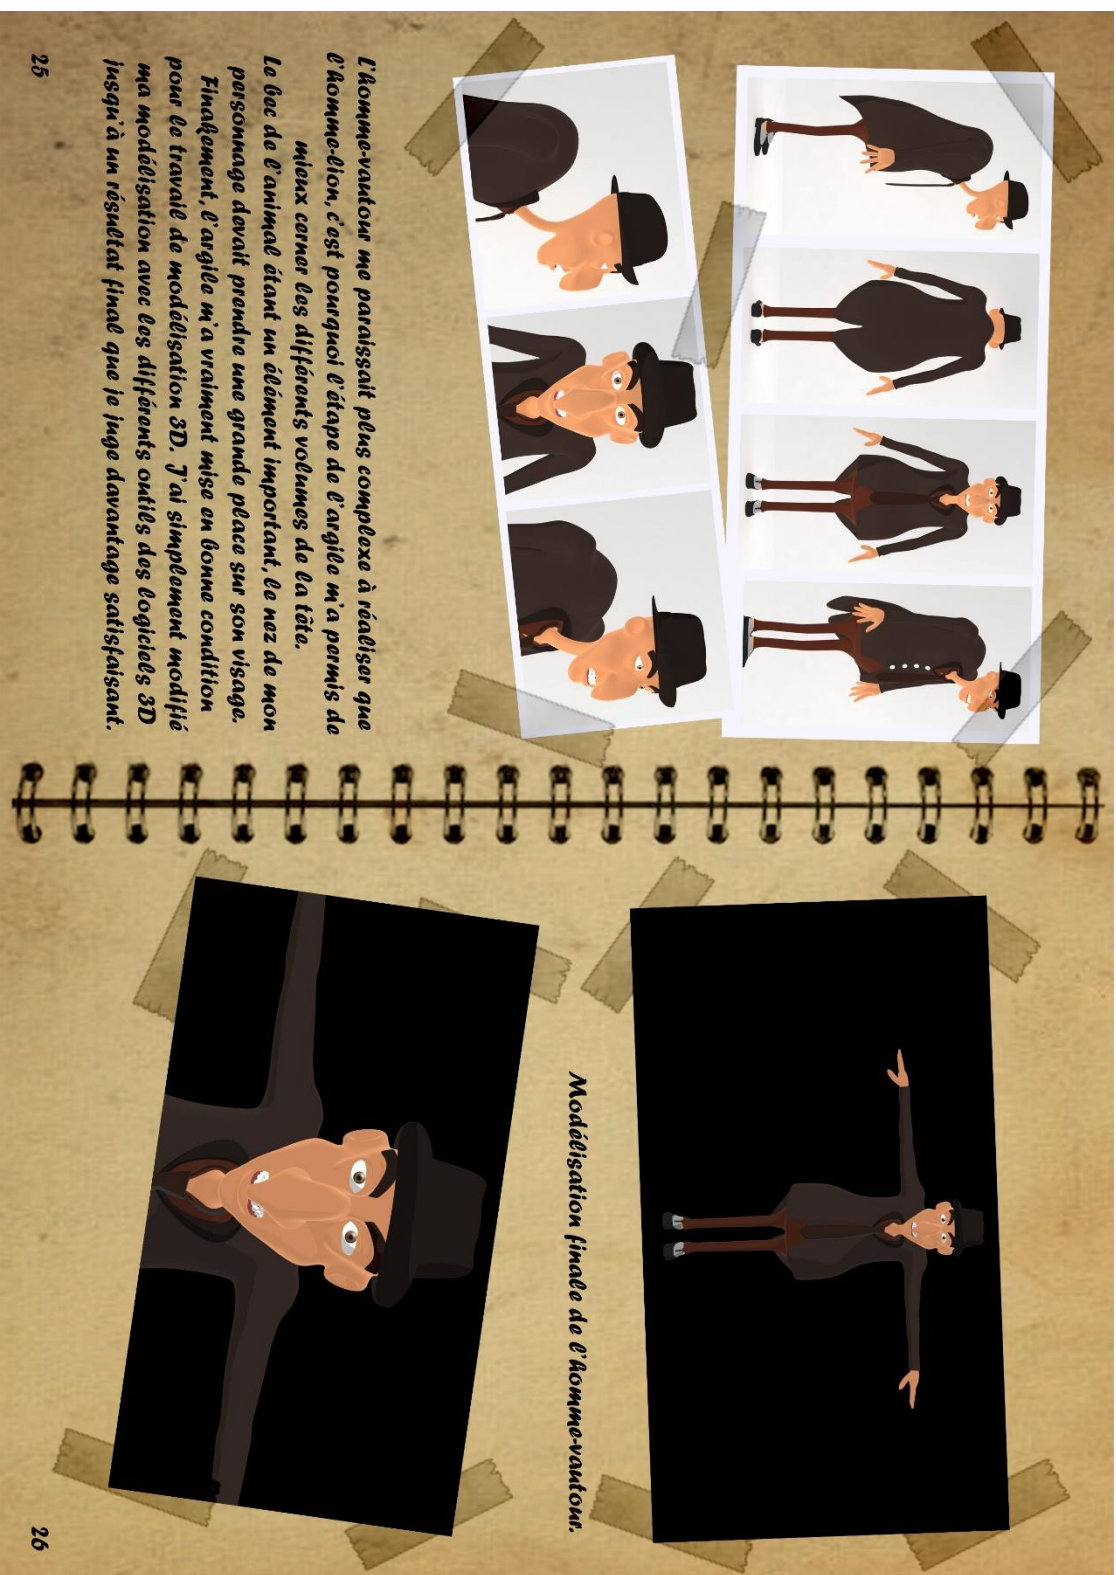 L'homme-vautour me paraissait plus complexe à réaliser que
l'homme-lion, c'est pourquoi l'étape de l'argile m'a permis de
mieux cerner les différents volumes de la tête.
Le bec de l'animal étant un élément important, le nez de mon
personnage devait prendre une grande place sur son visage.
Finakement, l'argile m'a vraiment mise en bonne condition
pour le travail de modélisation 3D. J'ai simplement modifié
ma modélisation avec les différents outils des logiciels 3D
jusqu'à un résultat final que je juge davantage satisfaisant.
25
Modélisation finale de l'homme-vautour.
26